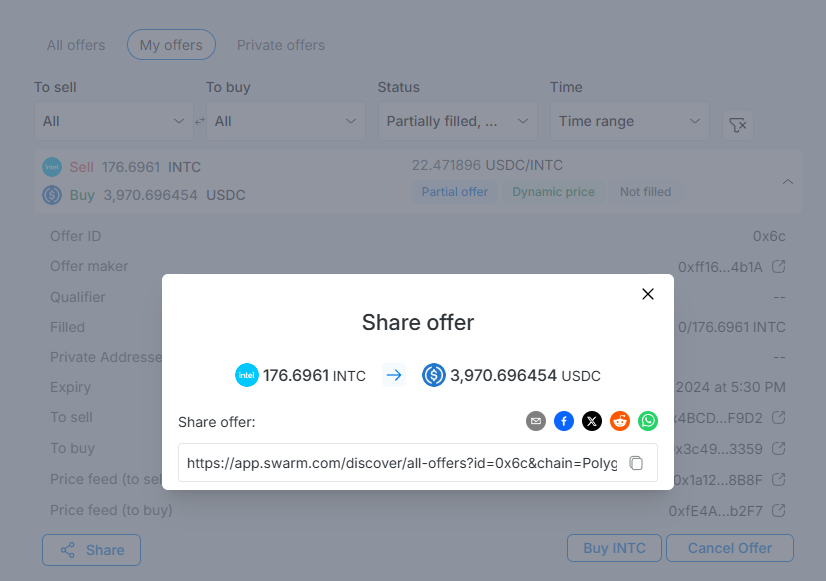 All offers My offers Private offers
To sell To buy Status Time
All All Partially filled, ... Time range
intel Sell 176.6961 INTC 22.471896 USDC/INTC
Buy 3,970.696454 USDC Partial offer Dynamic price Not filled
Offer ID 0x6c
Offer maker 0xff16...4b1A
Qualifier --
Filled 0/176.6961 INTC
Private Addresse --
Expiry 2024 at 5:30 PM
To sell x4BCD...F9D2
To buy x3c49...3359
Price feed (to sel 0x1a12...8B8F
Price feed (to buy) 0xfE4A...b2F7
Share offer
intel 176.6961 INTC → 3,970.696454 USDC
Share offer:
https://app.swarm.com/discover/all-offers?id=0x6c&chain=Polyg
Share Buy INTC Cancel Offer